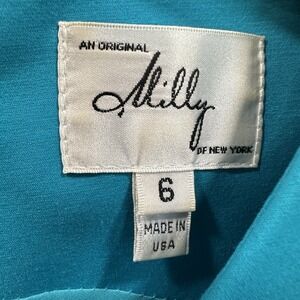 AN ORIGINAL
Milly
OF NEW YORK
6
MADE IN
USA